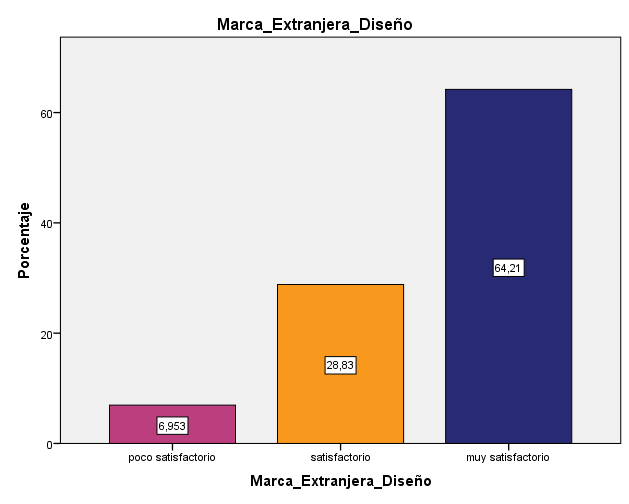 Marca_Extranjera_Diseño
Porcentaje
60
40
20
0
64,21
28,83
6,953
poco satisfactorio
satisfactorio
muy satisfactorio
Marca_Extranjera_Diseño